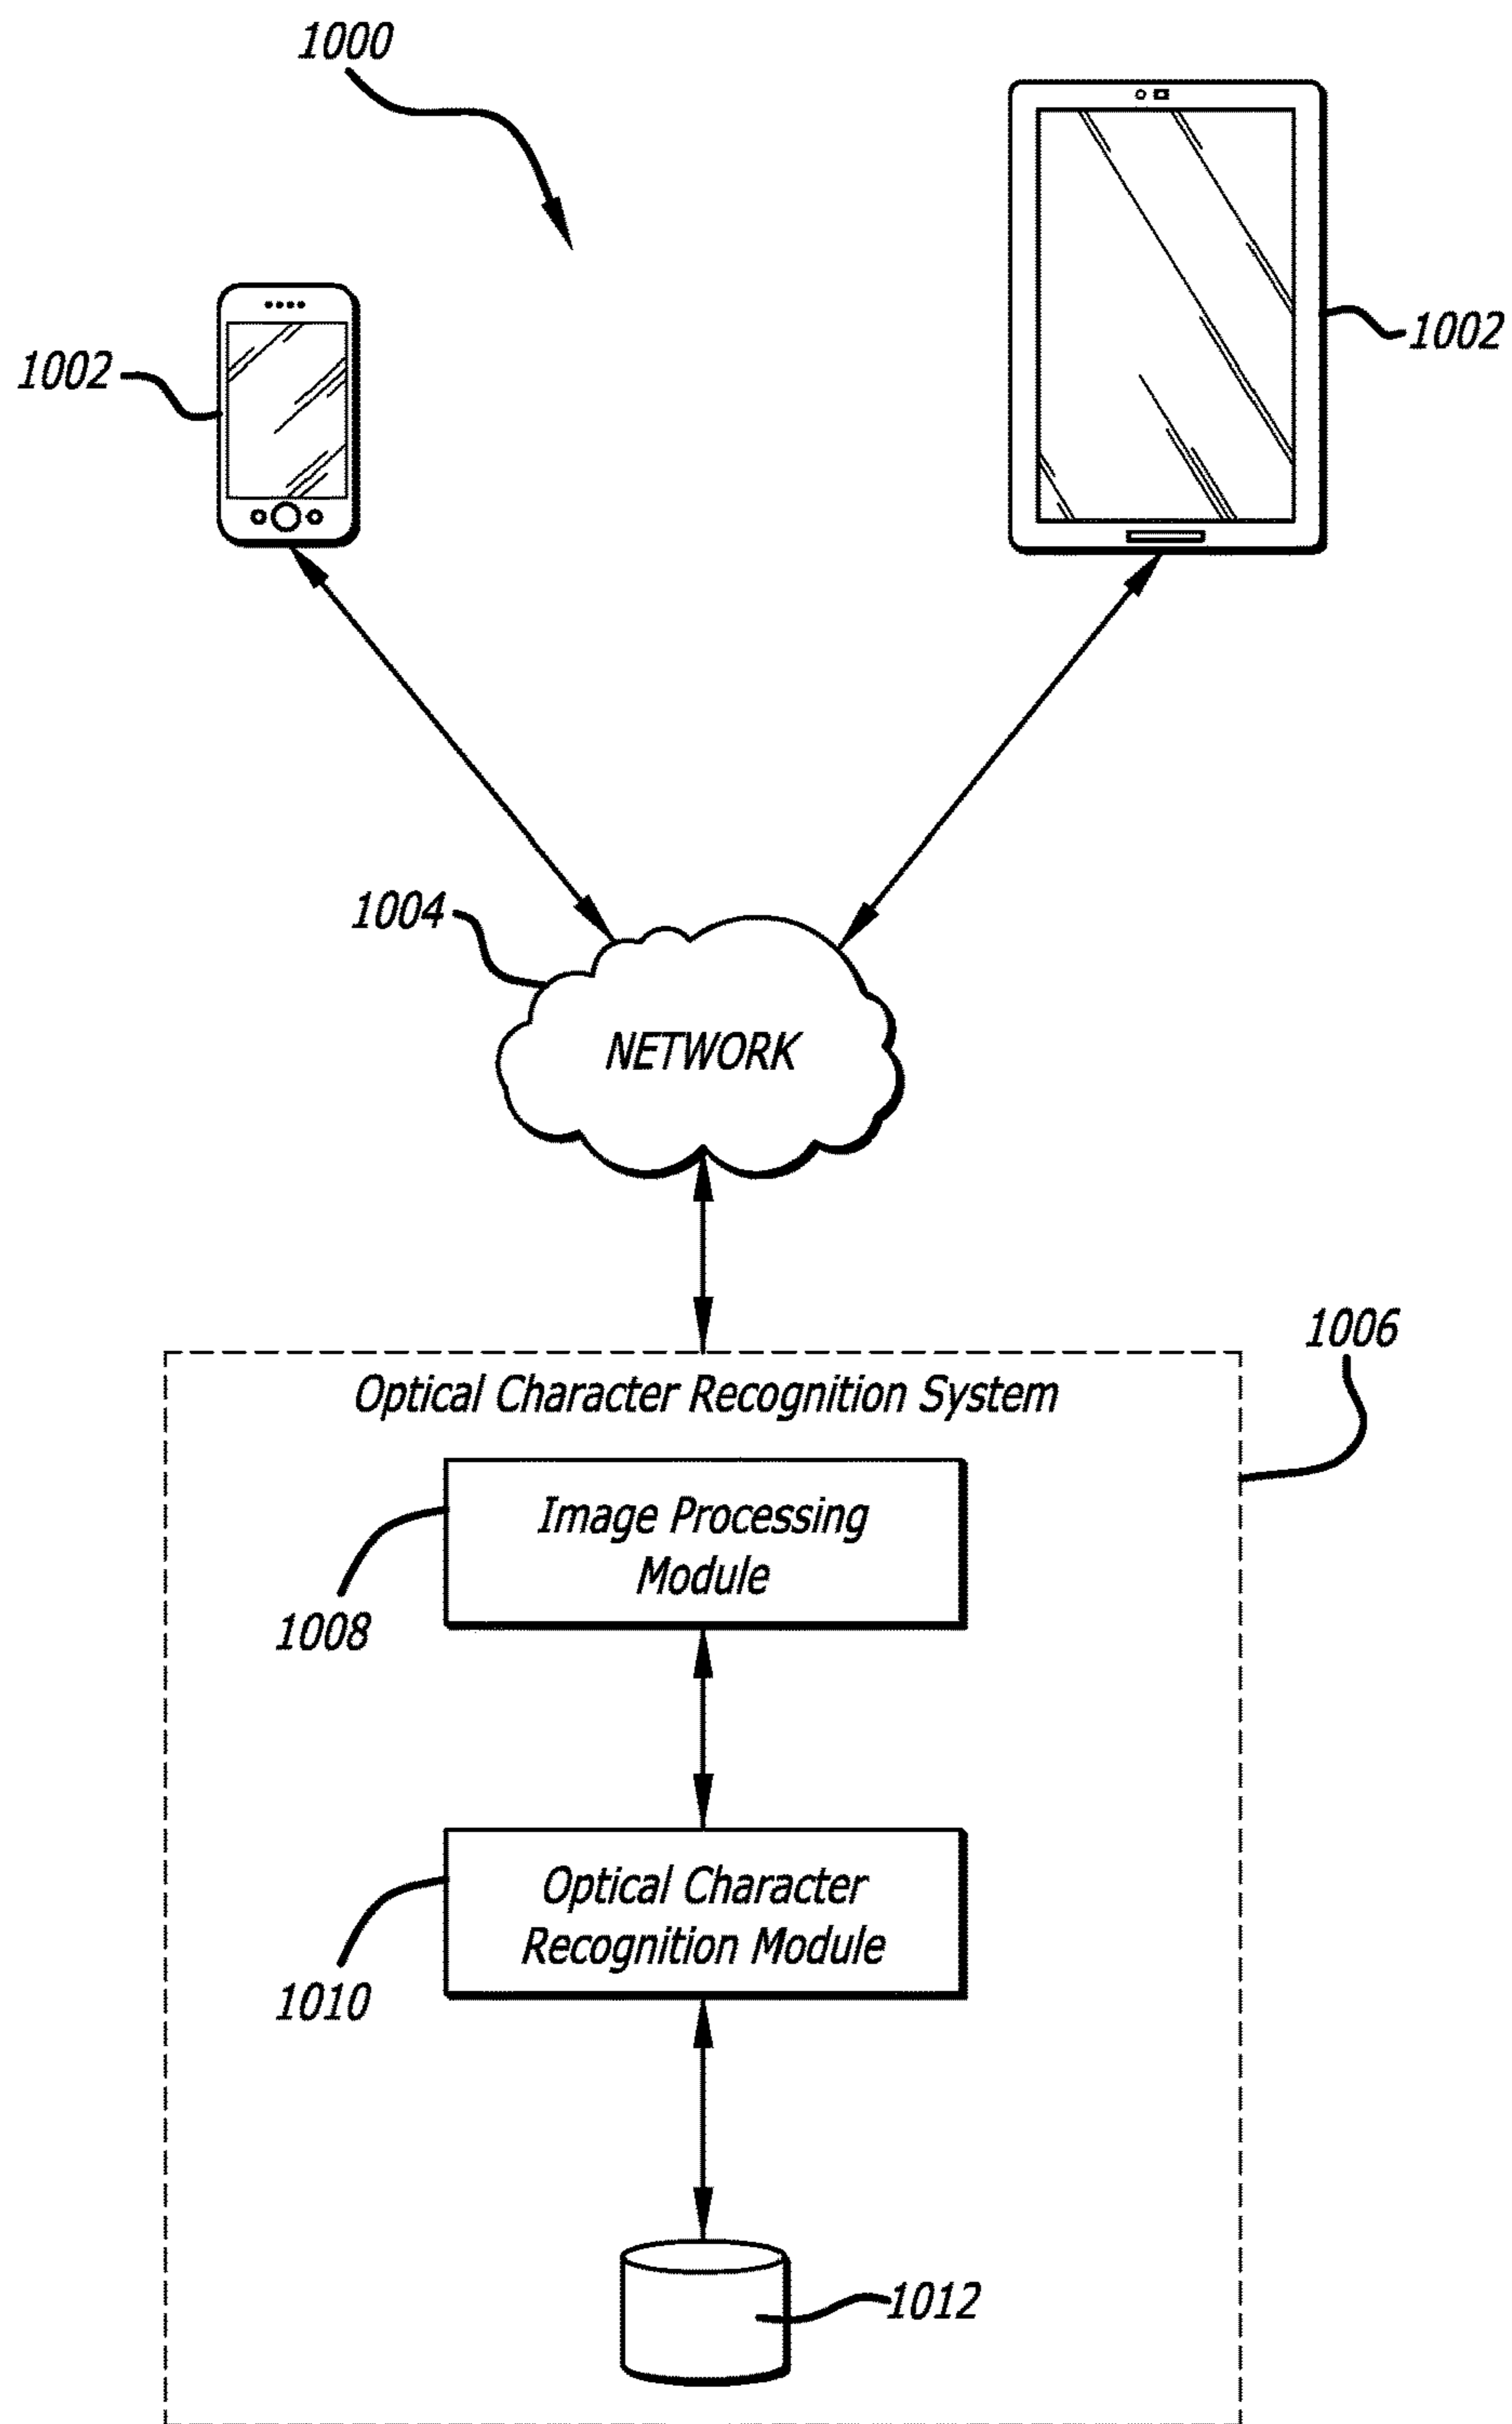 1000
1002
1002
1004
NETWORK
1006
Optical Character Recognition System
Image Processing
Module
1008
Optical Character
Recognition Module
1010
1012